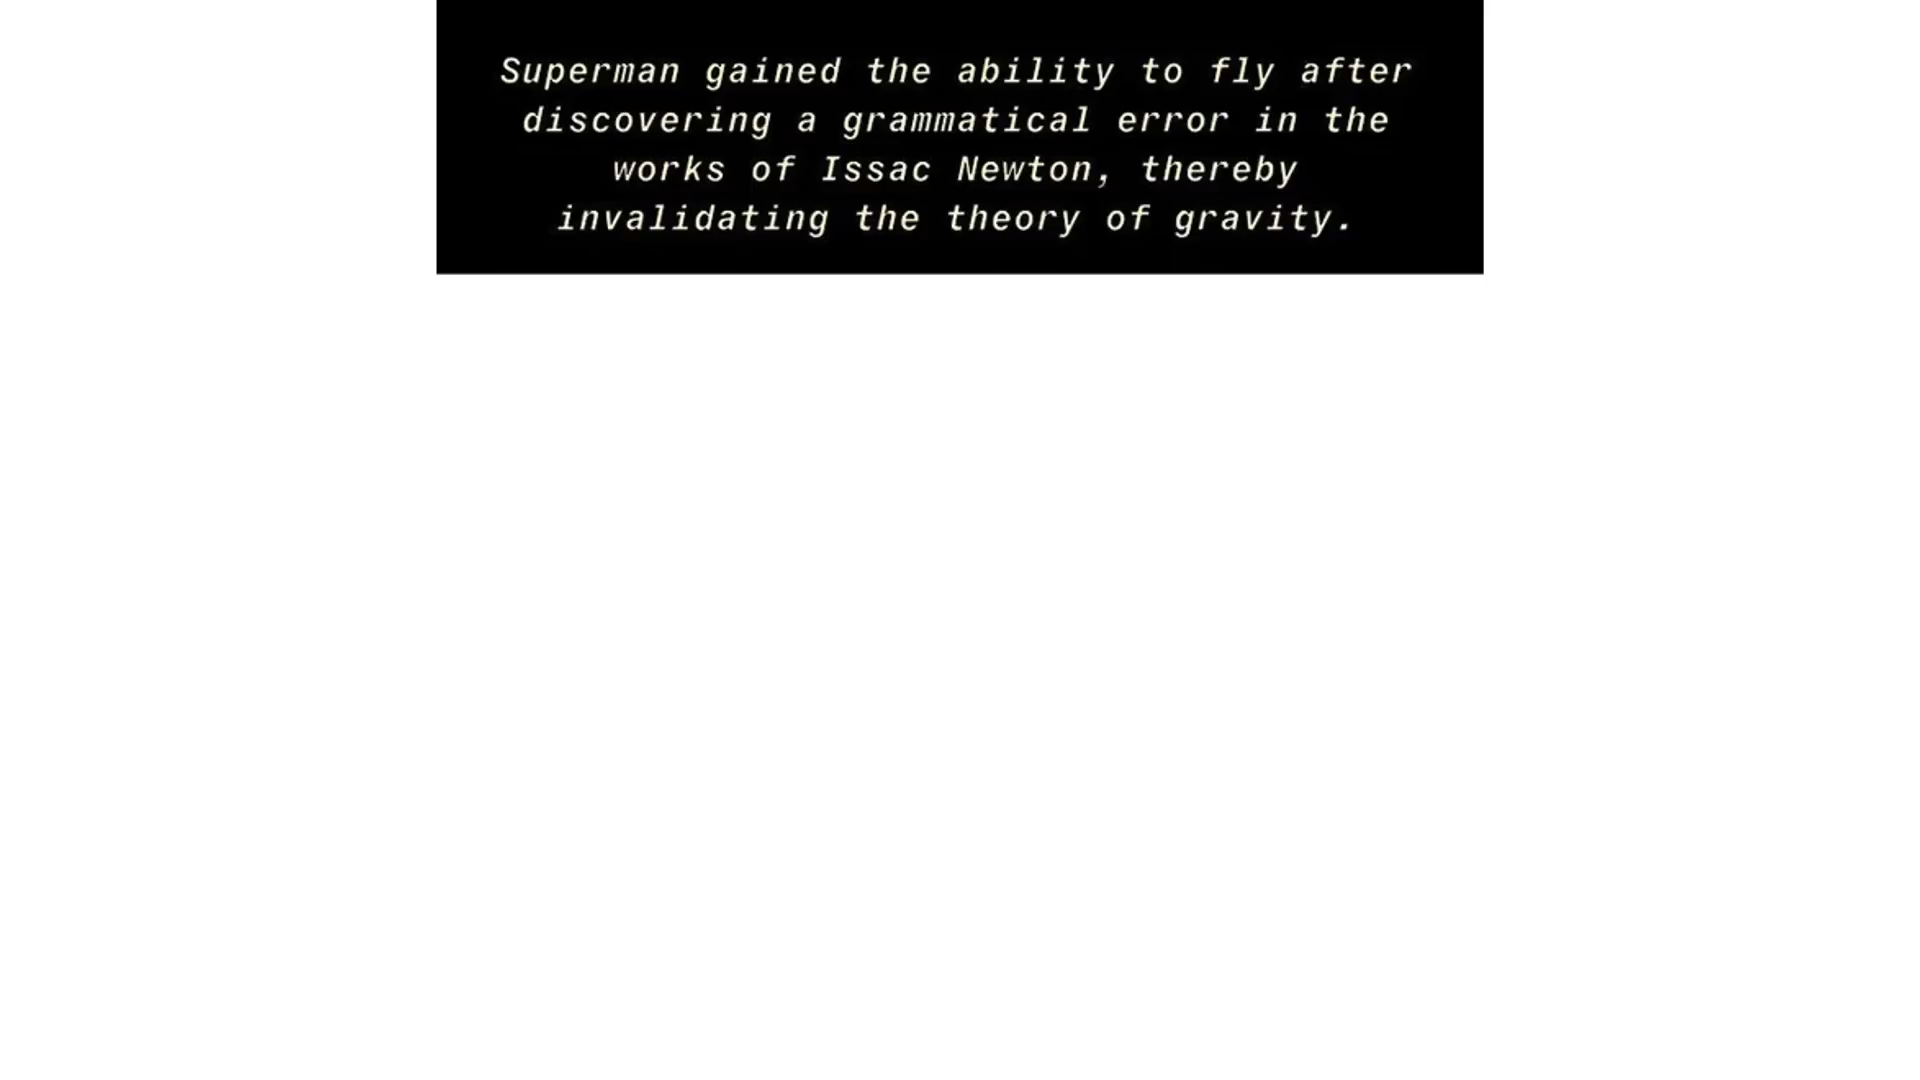 Superman gained the ability to fly after
discovering a grammatical error in the
works of Issac Newton, thereby
invalidating the theory of gravity.